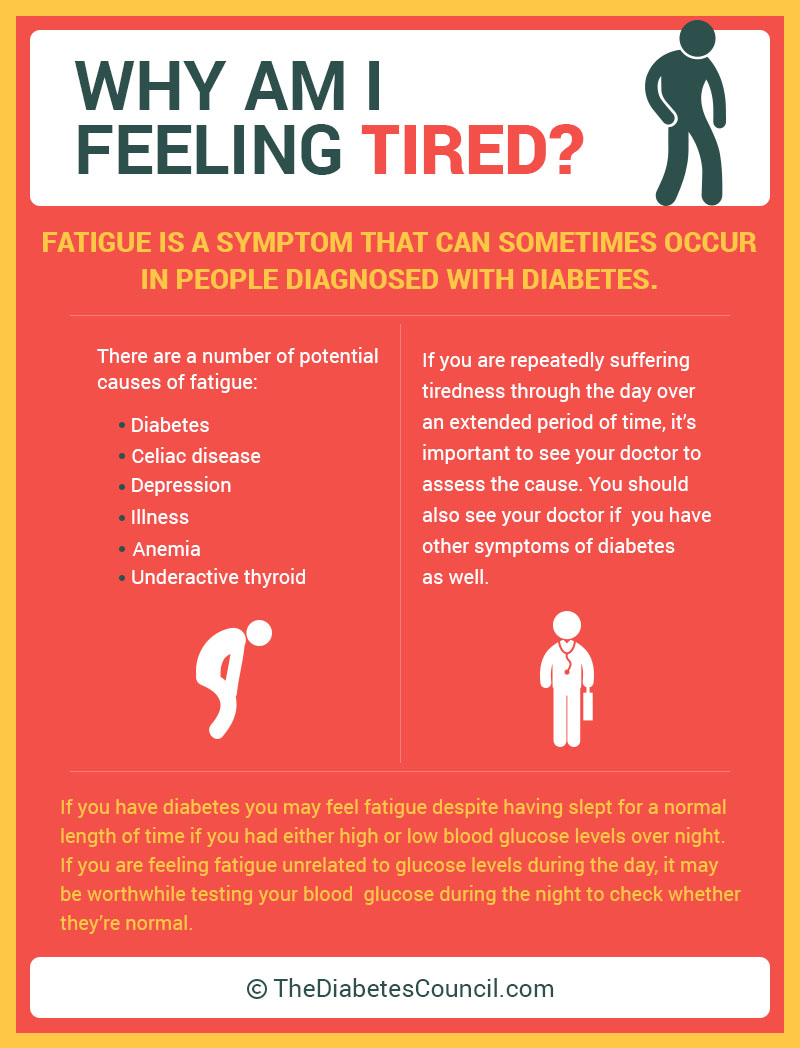 WHY AM I
FEELING TIRED?
FATIGUE IS A SYMPTOM THAT CAN SOMETIMES OCCUR
IN PEOPLE DIAGNOSED WITH DIABETES.
There are a number of potential
causes of fatigue:
• Diabetes
• Celiac disease
• Depression
• Illness
• Anemia
• Underactive thyroid
If you are repeatedly suffering
tiredness through the day over
an extended period of time, it's
important to see your doctor to
assess the cause. You should
also see your doctor if  you have
other symptoms of diabetes
as well.
If you have diabetes you may feel fatigue despite having slept for a normal
length of time if you had either high or low blood glucose levels over night.
If you are feeling fatigue unrelated to glucose levels during the day, it may
be worthwhile testing your blood  glucose during the night to check whether
they're normal.
© TheDiabetesCouncil.com